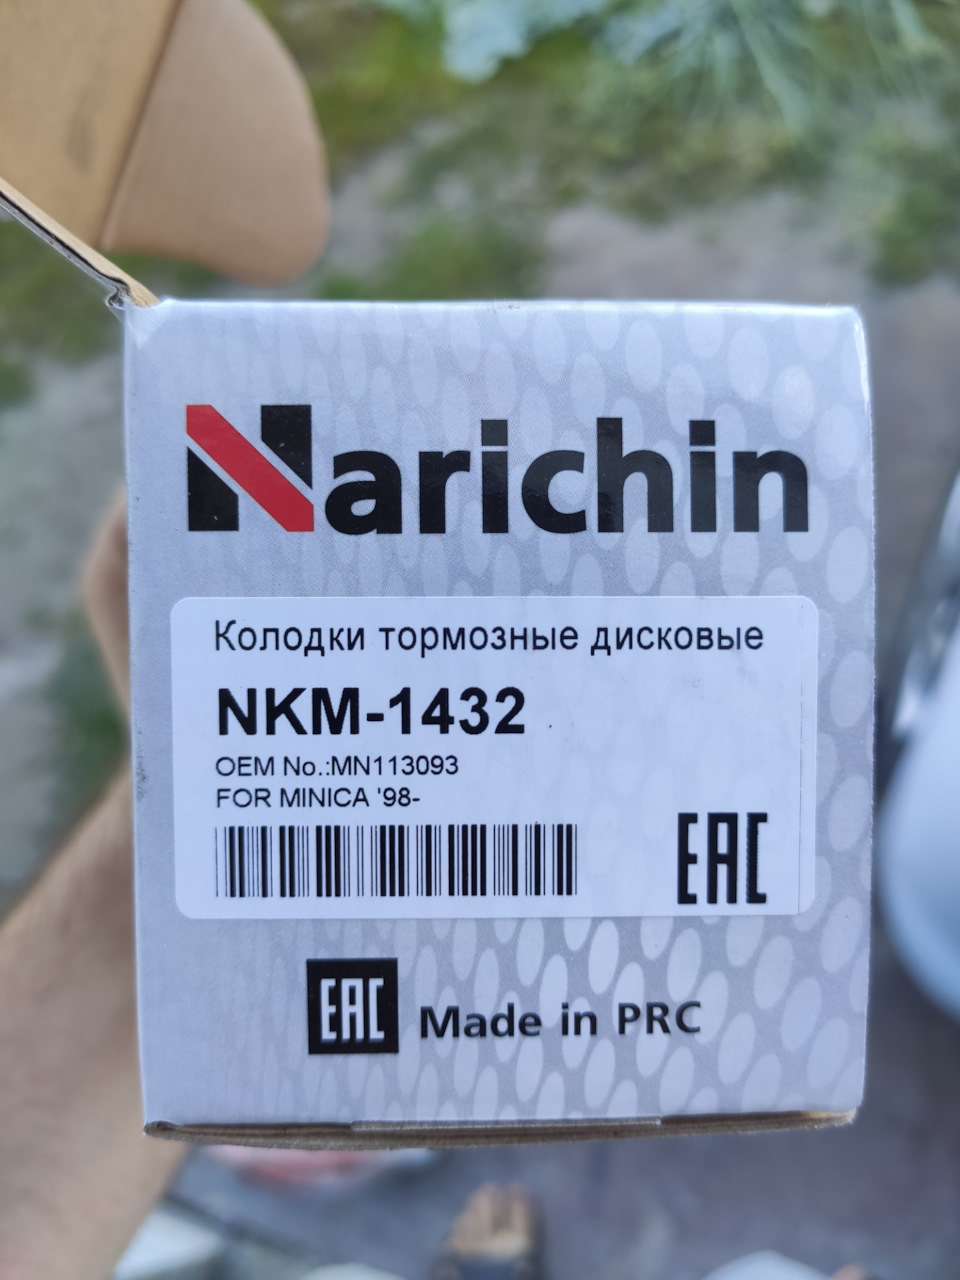 Narichin
Колодки тормозные дисковые
NKM-1432
OEM No.:MN113093
FOR MINICA '98-
EAC
EAC Made in PRC